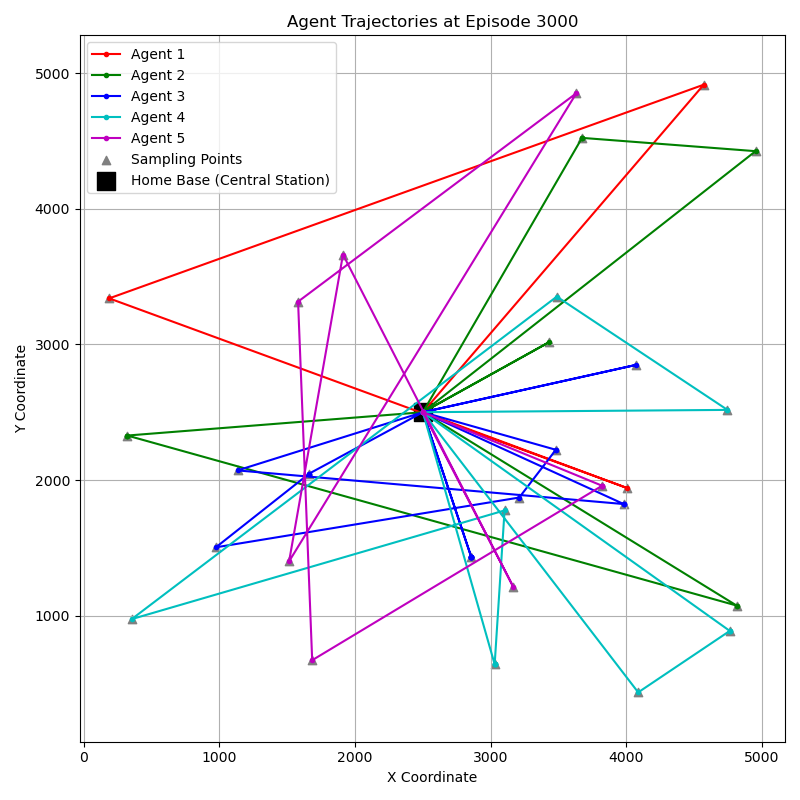 Agent Trajectories at Episode 3000
Agent 1
Agent 2
Agent 3
Agent 4
Agent 5
Sampling Points
Home Base (Central Station)
Y Coordinate
5000
4000
3000
2000
1000
0 1000 2000 3000 4000 5000
X Coordinate